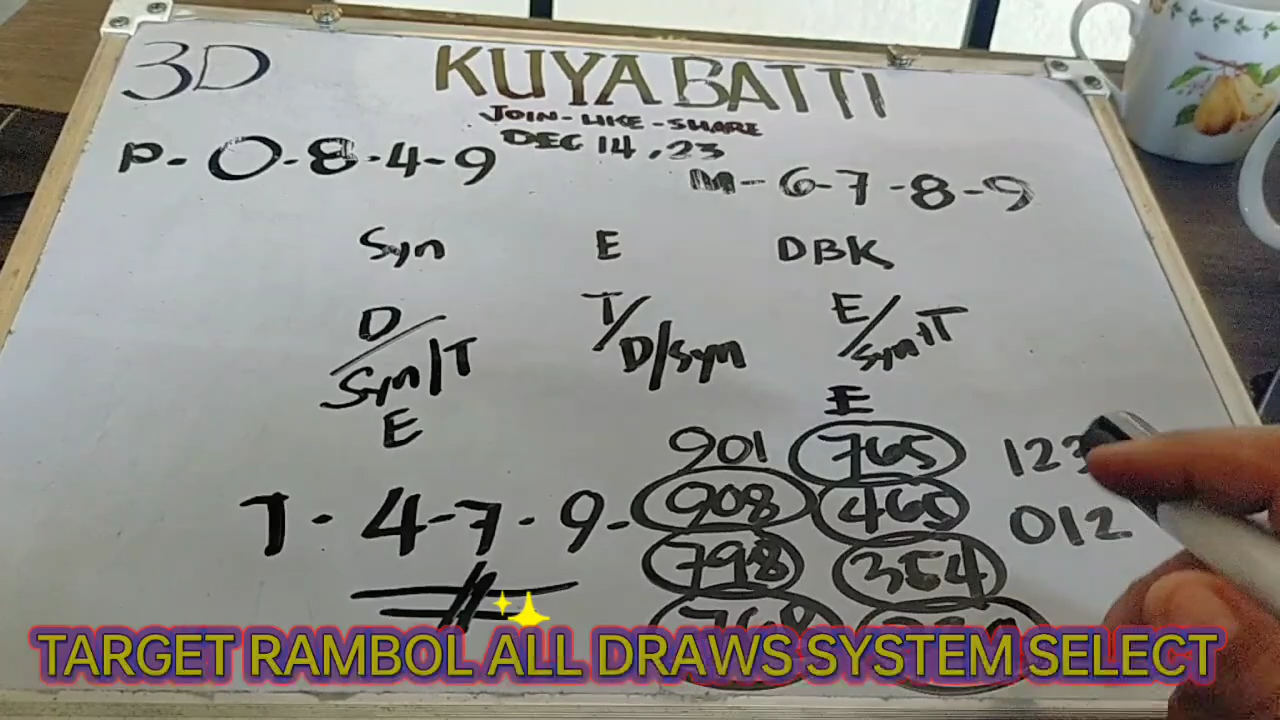 3D
KUYA BATTI
JOIN-LIKE-SHARE
DEC 14, 23
P-0-8-4-9
M-6-7-8-9
Syn E DBK
D/Syn/T T/D/Syn E/Syn+T
E E
901 765 123
T-4-7-9- 908 465 012
798 354
768
TARGET RAMBOL ALL DRAWS SYSTEM SELECT